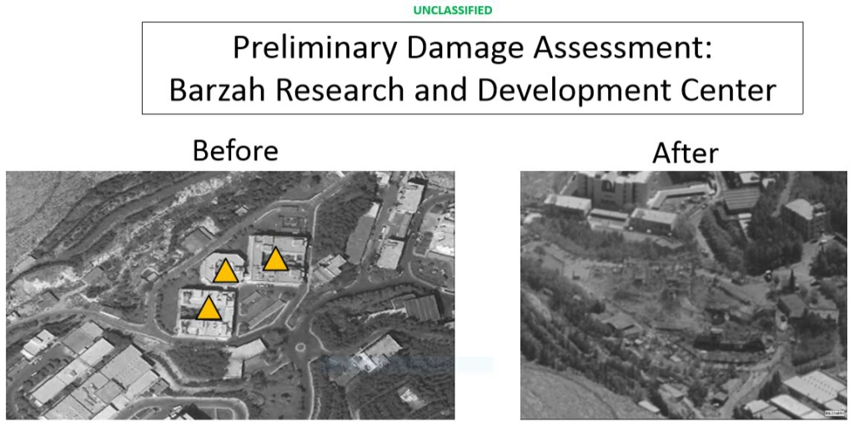 UNCLASSIFIED
Preliminary Damage Assessment:
Barzah Research and Development Center
Before
After